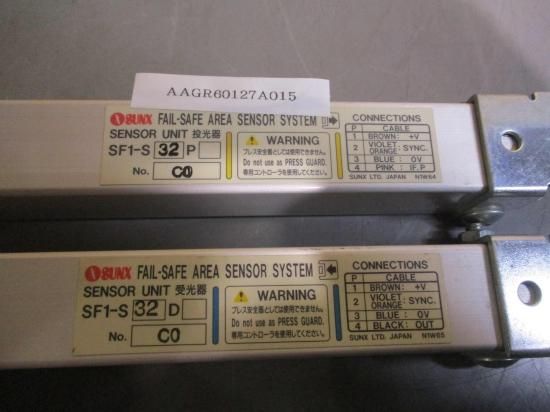 AAGR60127A015
SUNX FAIL-SAFE AREA SENSOR SYSTEM
SENSOR UNIT 投光器
SF1-S 32 P
No. C0
WARNING
プレス安全器としては使用できません。
Do not use as PRESS GUARD.
専用コントローラを使用してください。
CONNECTIONS
P CABLE
1 BROWN: +V
2 VIOLET ORANGE: SYNC.
3 BLUE: 0V
4 PINK: IF.P
SUNX LTD. JAPAN N1W64
SUNX FAIL-SAFE AREA SENSOR SYSTEM
SENSOR UNIT 受光器
SF1-S 32 D
No. C0
WARNING
プレス安全器としては使用できません。
Do not use as PRESS GUARD.
専用コントローラを使用してください。
CONNECTIONS
P CABLE
1 BROWN: +V
2 VIOLET ORANGE: SYNC.
3 BLUE: 0V
4 BLACK: OUT
SUNX LTD. JAPAN N1W65